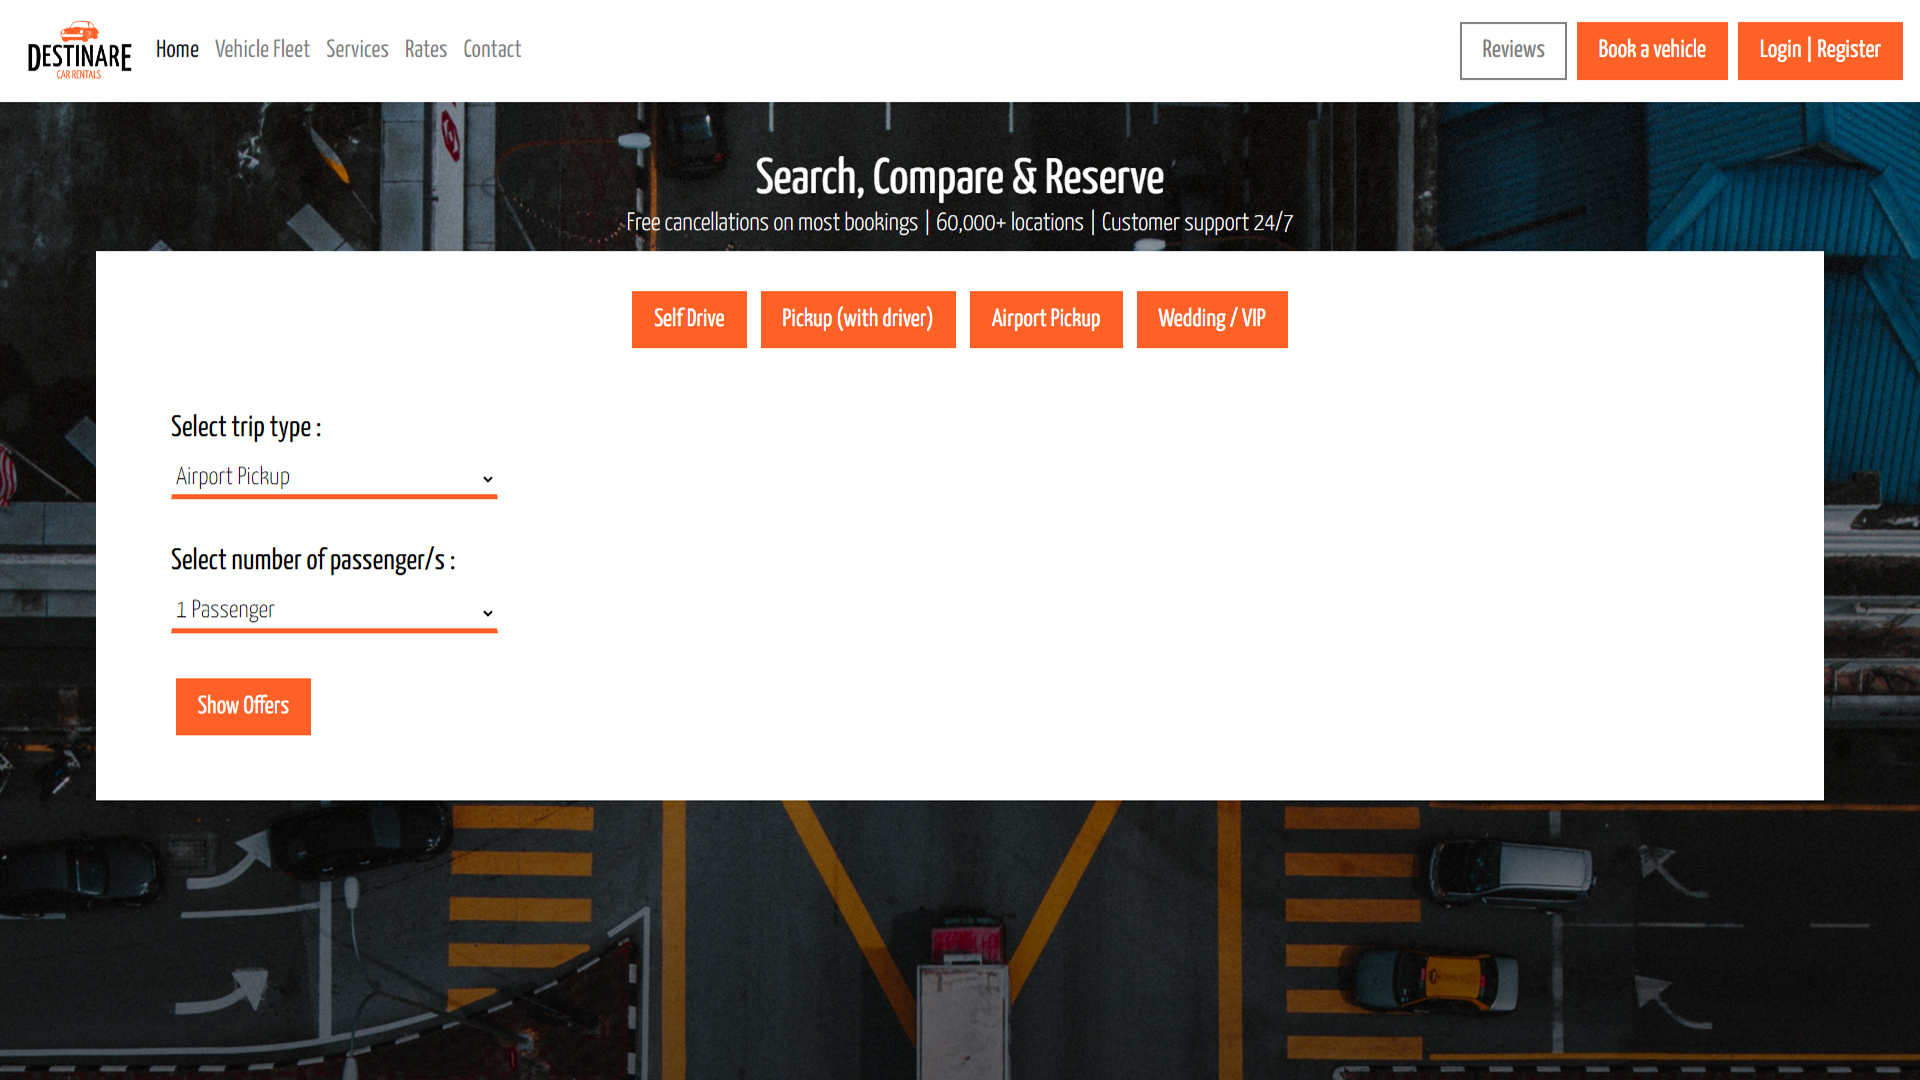 DESTINARE
CAR RENTALS
Home Vehicle Fleet Services Rates Contact
Reviews Book a vehicle Login | Register
Search, Compare & Reserve
Free cancellations on most bookings | 60,000+ locations | Customer support 24/7
Self Drive Pickup (with driver) Airport Pickup Wedding / VIP
Select trip type :
Airport Pickup
Select number of passenger/s :
1 Passenger
Show Offers